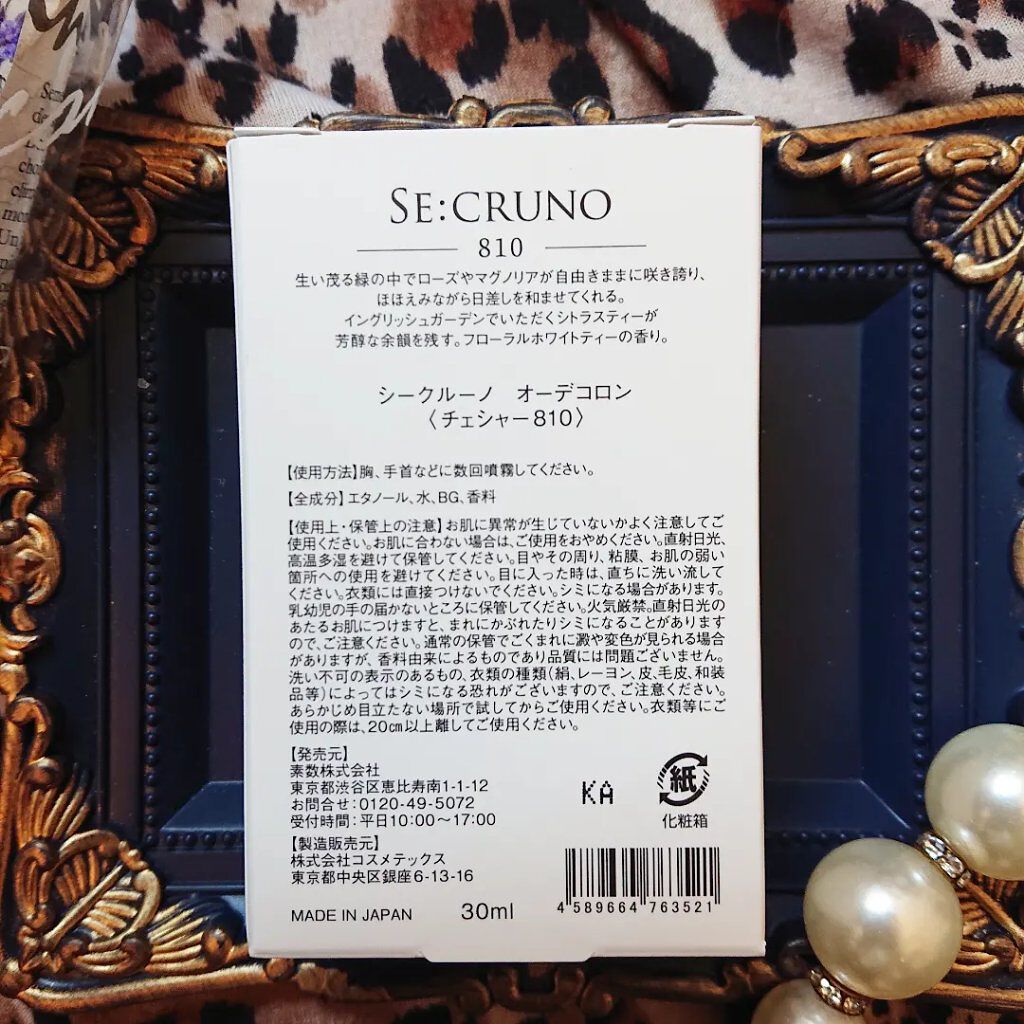 SE:CRUNO
810
生い茂る緑の中でローズやマグノリアが自由きままに咲き誇り、
ほほえみながら日差しを和ませてくれる。
イングリッシュガーデンでいただくシトラスティーが
芳醇な余韻を残す。フローラルホワイトティーの香り。
シークルーノ オーデコロン
〈チェシャー810〉
【使用方法】胸、手首などに数回噴霧してください。
【全成分】エタノール、水、BG、香料
【使用上・保管上の注意】お肌に異常が生じていないかよく注意してご
使用ください。お肌に合わない場合は、ご使用をおやめください。直射日光、
高温多湿を避けて保管してください。目やその周り、粘膜、お肌の弱い
箇所への使用を避けてください。目に入った時は、直ちに洗い流して
ください。衣類には直接つけないでください。シミになる場合があります。
乳幼児の手の届かないところに保管してください。火気厳禁。直射日光の
あたるお肌につけますと、まれにかぶれたりシミになることがあります
ので、ご注意ください。通常の保管でごくまれに澱や変色が見られる場合
がありますが、香料由来によるものであり品質には問題ございません。
洗い不可の表示のあるもの、衣類の種類(絹、レーヨン、皮、毛皮、和装
品等)によってはシミになる恐れがございますので、ご注意ください。
あらかじめ目立たない場所で試してからご使用ください。衣類等にご
使用の際は、20cm以上離してご使用ください。
【発売元】
素数株式会社
東京都渋谷区恵比寿南1-1-12
お問合せ:0120-49-5072
受付時間:平日10:00〜17:00
【製造販売元】
株式会社コスメテックス
東京都中央区銀座6-13-16
MADE IN JAPAN 30ml
KA
紙
化粧箱
4 589664 763521